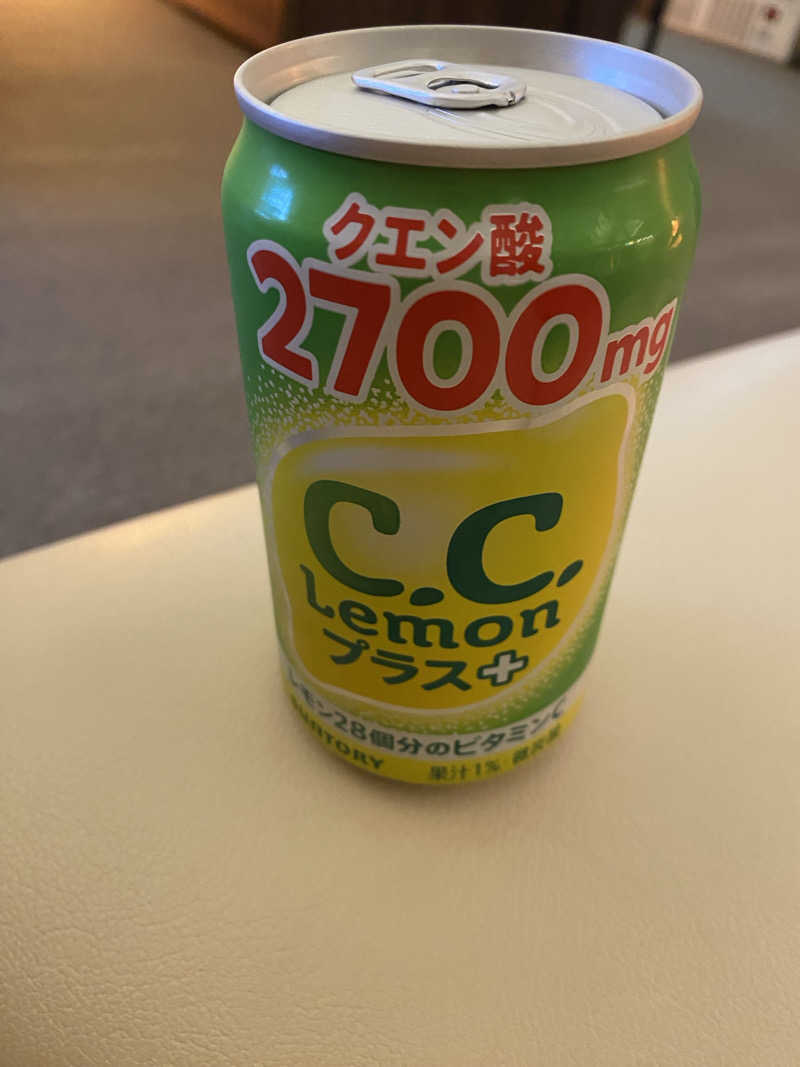 クエン酸
2700mg
C.C.
Lemon
プラス+
レモン28個分のビタミンC
SUNTORY
果汁1%